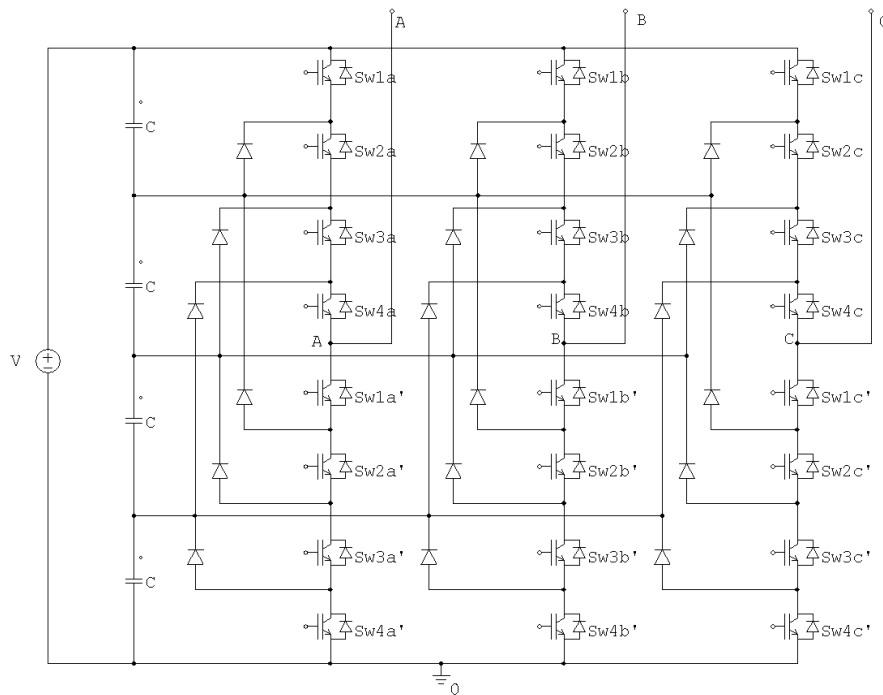 A B C
Sw1a Sw1b Sw1c
C
Sw2a Sw2b Sw2c
Sw3a Sw3b Sw3c
C
Sw4a Sw4b Sw4c
A B C
V
Sw1a' Sw1b' Sw1c'
C
Sw2a' Sw2b' Sw2c'
Sw3a' Sw3b' Sw3c'
C
Sw4a' Sw4b' Sw4c'
0